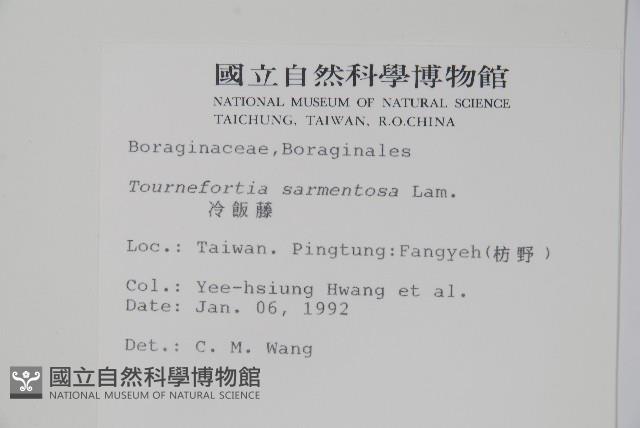 國立自然科學博物館
NATIONAL MUSEUM OF NATURAL SCIENCE
TAICHUNG, TAIWAN, R.O.CHINA
Boraginaceae,Boraginales
Tournefortia sarmentosa Lam.
冷飯藤
Loc.: Taiwan. Pingtung:Fangyeh(枋野)
Col.: Yee-hsiung Hwang et al.
Date: Jan. 06, 1992
Det.: C. M. Wang
國立自然科學博物館
NATIONAL MUSEUM OF NATURAL SCIENCE